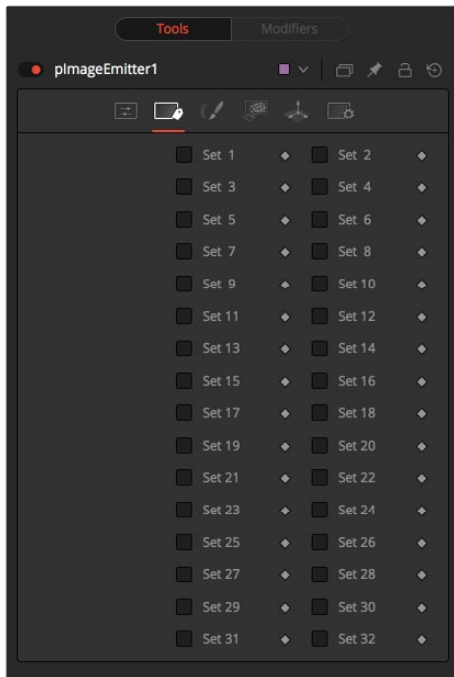 Tools Modifiers
pImageEmitter1
Set 1 Set 2
Set 3 Set 4
Set 5 Set 6
Set 7 Set 8
Set 9 Set 10
Set 11 Set 12
Set 13 Set 14
Set 15 Set 16
Set 17 Set 18
Set 19 Set 20
Set 21 Set 22
Set 23 Set 24
Set 25 Set 26
Set 27 Set 28
Set 29 Set 30
Set 31 Set 32